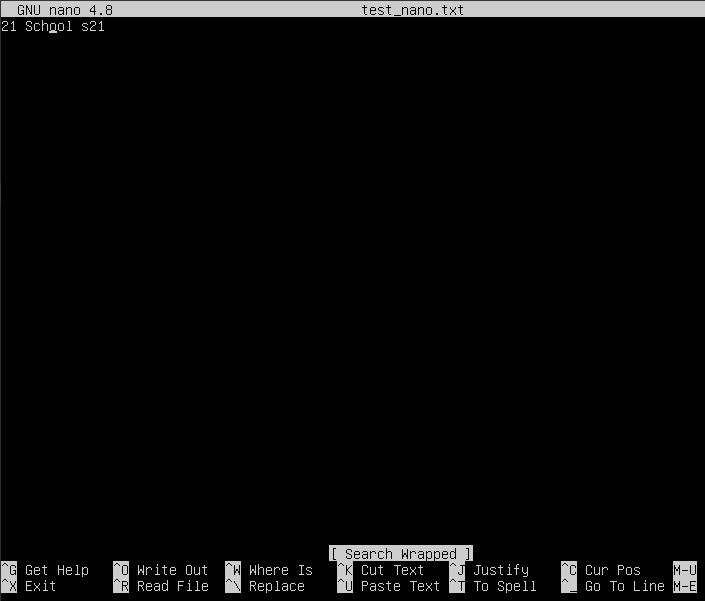 GNU nano 4.8 test_nano.txt
21 School s21
[ Search Wrapped ]
^G Get Help ^O Write Out ^W Where Is ^K Cut Text ^J Justify ^C Cur Pos M-U
^X Exit ^R Read File ^\ Replace ^U Paste Text ^T To Spell ^_ Go To Line M-E